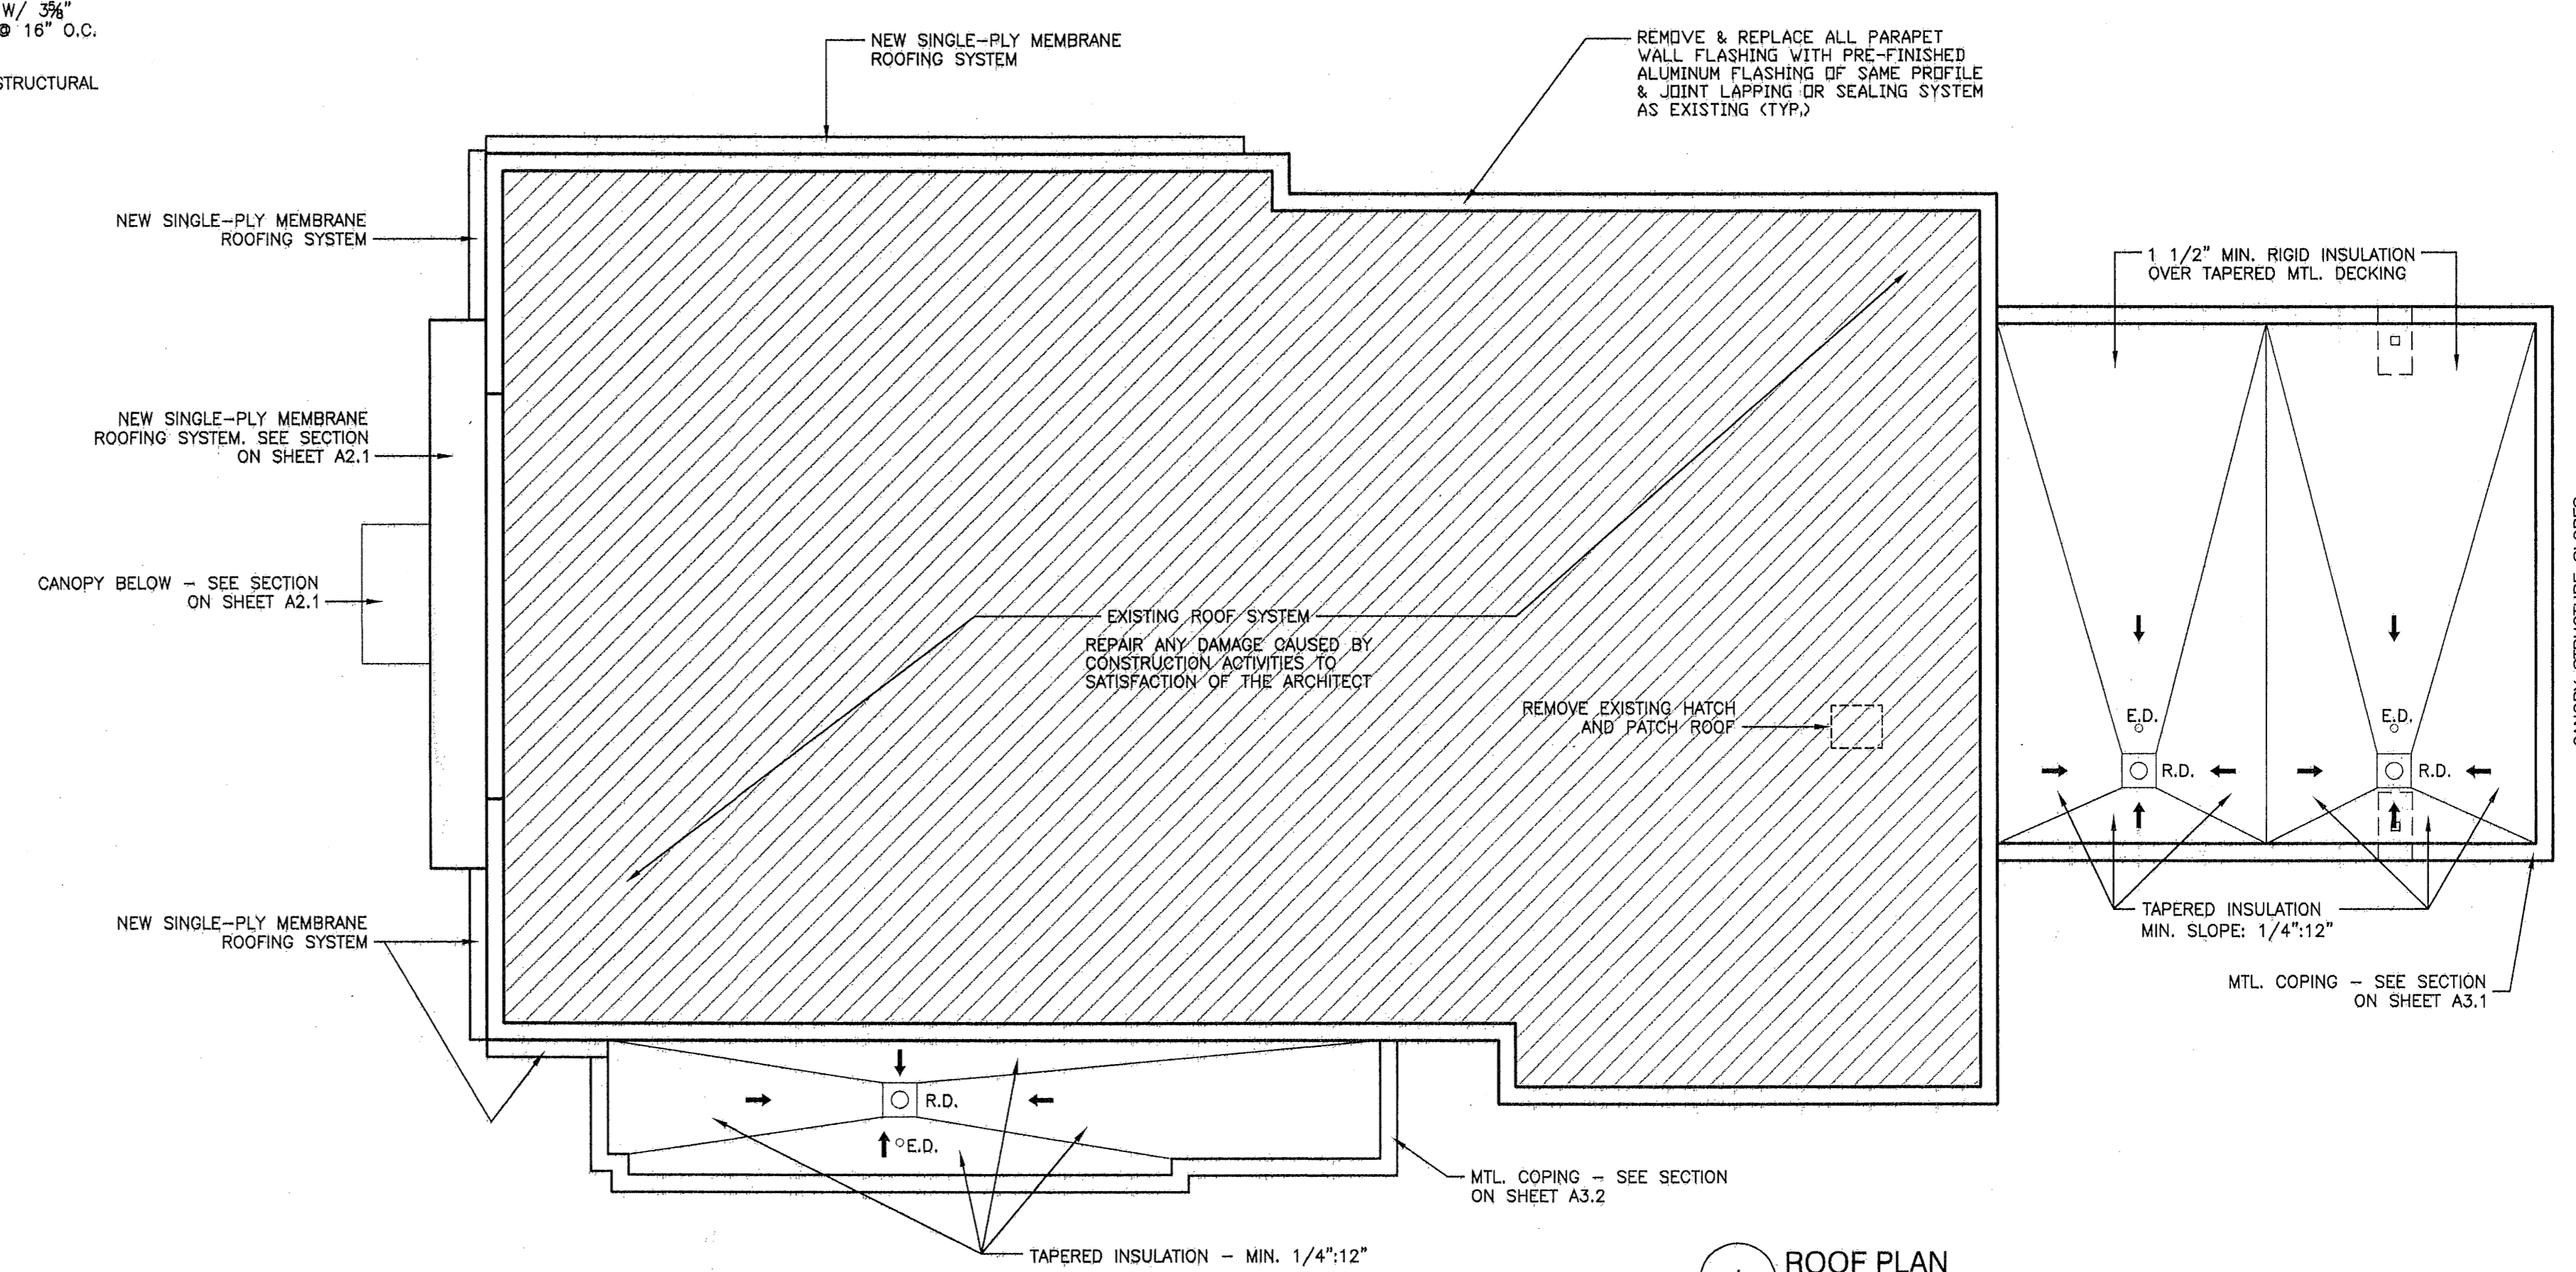 W/ 3⅝"
@ 16" O.C.
STRUCTURAL
NEW SINGLE-PLY MEMBRANE
ROOFING SYSTEM
REMOVE & REPLACE ALL PARAPET
WALL FLASHING WITH PRE-FINISHED
ALUMINUM FLASHING OF SAME PROFILE
& JOINT LAPPING OR SEALING SYSTEM
AS EXISTING (TYP.)
NEW SINGLE-PLY MEMBRANE
ROOFING SYSTEM
1 1/2" MIN. RIGID INSULATION
OVER TAPERED MTL. DECKING
NEW SINGLE-PLY MEMBRANE
ROOFING SYSTEM. SEE SECTION
ON SHEET A2.1
CANOPY BELOW - SEE SECTION
ON SHEET A2.1
EXISTING ROOF SYSTEM
REPAIR ANY DAMAGE CAUSED BY
CONSTRUCTION ACTIVITIES TO
SATISFACTION OF THE ARCHITECT
REMOVE EXISTING HATCH
AND PATCH ROOF
E.D.
E.D.
R.D.
R.D.
NEW SINGLE-PLY MEMBRANE
ROOFING SYSTEM
TAPERED INSULATION
MIN. SLOPE: 1/4":12"
MTL. COPING - SEE SECTION
ON SHEET A3.1
R.D.
E.D.
MTL. COPING - SEE SECTION
ON SHEET A3.2
TAPERED INSULATION - MIN. 1/4":12"
ROOF PLAN